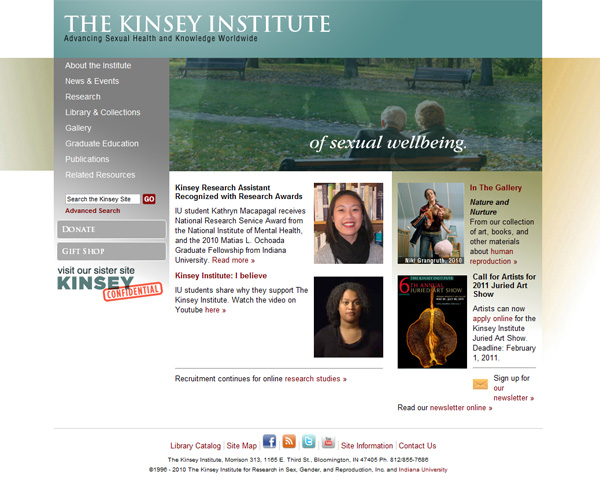 THE KINSEY INSTITUTE
Advancing Sexual Health and Knowledge Worldwide
About the Institute
News & Events
Research
Library & Collections
Gallery
Graduate Education
Publications
Related Resources
Search the Kinsey Site GO
Advanced Search
DONATE
GIFT SHOP
visit our sister site
KINSEY
CONFIDENTIAL
of sexual wellbeing.
Kinsey Research Assistant
Recognized with Research Awards
IU student Kathryn Macapagal receives
National Research Service Award from
the National Institute of Mental Health,
and the 2010 Matias L. Ochoada
Graduate Fellowship from Indiana
University. Read more »
Kinsey Institute: I believe
IU students share why they support The
Kinsey Institute. Watch the video on
Youtube here »
Recruitment continues for online research studies »
Niki Grangruth, 2010
In The Gallery
Nature and
Nurture
From our collection
of art, books, and
other materials
about human
reproduction »
THE KINSEY INSTITUTE
6TH ANNUAL
JURIED ART SHOW
Call for Artists for
2011 Juried Art
Show
Artists can now
apply online for the
Kinsey Institute
Juried Art Show.
Deadline: February
1, 2011.
Sign up for
our
newsletter »
Read our newsletter online »
Library Catalog | Site Map | You Tube | Site Information | Contact Us
The Kinsey Institute, Morrison 313, 1165 E. Third St., Bloomington, IN 47405 Ph. 812/855-7686
©1996 - 2010 The Kinsey Institute for Research in Sex, Gender, and Reproduction, Inc. and Indiana University